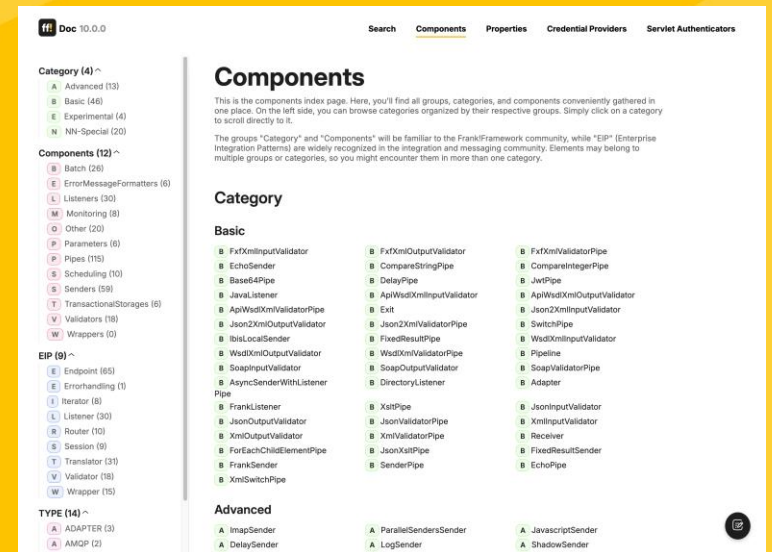 ff! Doc 10.0.0
Search Components Properties Credential Providers Servlet Authenticators
Category (4)
A Advanced (13)
B Basic (46)
E Experimental (4)
N NN-Special (20)
Components (12)
B Batch (26)
E ErrorMessageFormatters (6)
L Listeners (30)
M Monitoring (8)
O Other (20)
P Parameters (6)
P Pipes (115)
S Scheduling (10)
S Senders (59)
T TransactionalStorages (6)
V Validators (18)
W Wrappers (0)
EIP (9)
E Endpoint (65)
E Errorhandling (1)
I Iterator (8)
L Listener (30)
R Router (10)
S Session (9)
T Translator (31)
V Validator (18)
W Wrapper (15)
TYPE (14)
A ADAPTER (3)
A AMQP (2)
Components
This is the components index page. Here, you'll find all groups, categories, and components conveniently gathered in
one place. On the left side, you can browse categories organized by their respective groups. Simply click on a category
to scroll directly to it.
The groups "Category" and "Components" will be familiar to the Frank!Framework community, while "EIP" (Enterprise
Integration Patterns) are widely recognized in the integration and messaging community. Elements may belong to
multiple groups or categories, so you might encounter them in more than one category.
Category
Basic
B FxfXmlInputValidator B FxfXmlOutputValidator B FxfXmlValidatorPipe
B EchoSender B CompareStringPipe B CompareIntegerPipe
B Base64Pipe B DelayPipe B JwtPipe
B JavaListener B ApiWsdlXmlInputValidator B ApiWsdlXmlOutputValidator
B ApiWsdlXmlValidatorPipe B Exit B Json2XmlInputValidator
B Json2XmlOutputValidator B Json2XmlValidatorPipe B SwitchPipe
B IbisLocalSender B FixedResultPipe B WsdlXmlInputValidator
B WsdlXmlOutputValidator B WsdlXmlValidatorPipe B Pipeline
B SoapInputValidator B SoapOutputValidator B SoapValidatorPipe
B AsyncSenderWithListener B DirectoryListener B Adapter
Pipe
B FrankListener B XsltPipe B JsonInputValidator
B JsonOutputValidator B JsonValidatorPipe B XmlInputValidator
B XmlOutputValidator B XmlValidatorPipe B Receiver
B ForEachChildElementPipe B JsonXsltPipe B FixedResultSender
B FrankSender B SenderPipe B EchoPipe
B XmlSwitchPipe
Advanced
A ImapSender A ParallelSendersSender A JavascriptSender
A DelaySender A LogSender A ShadowSender